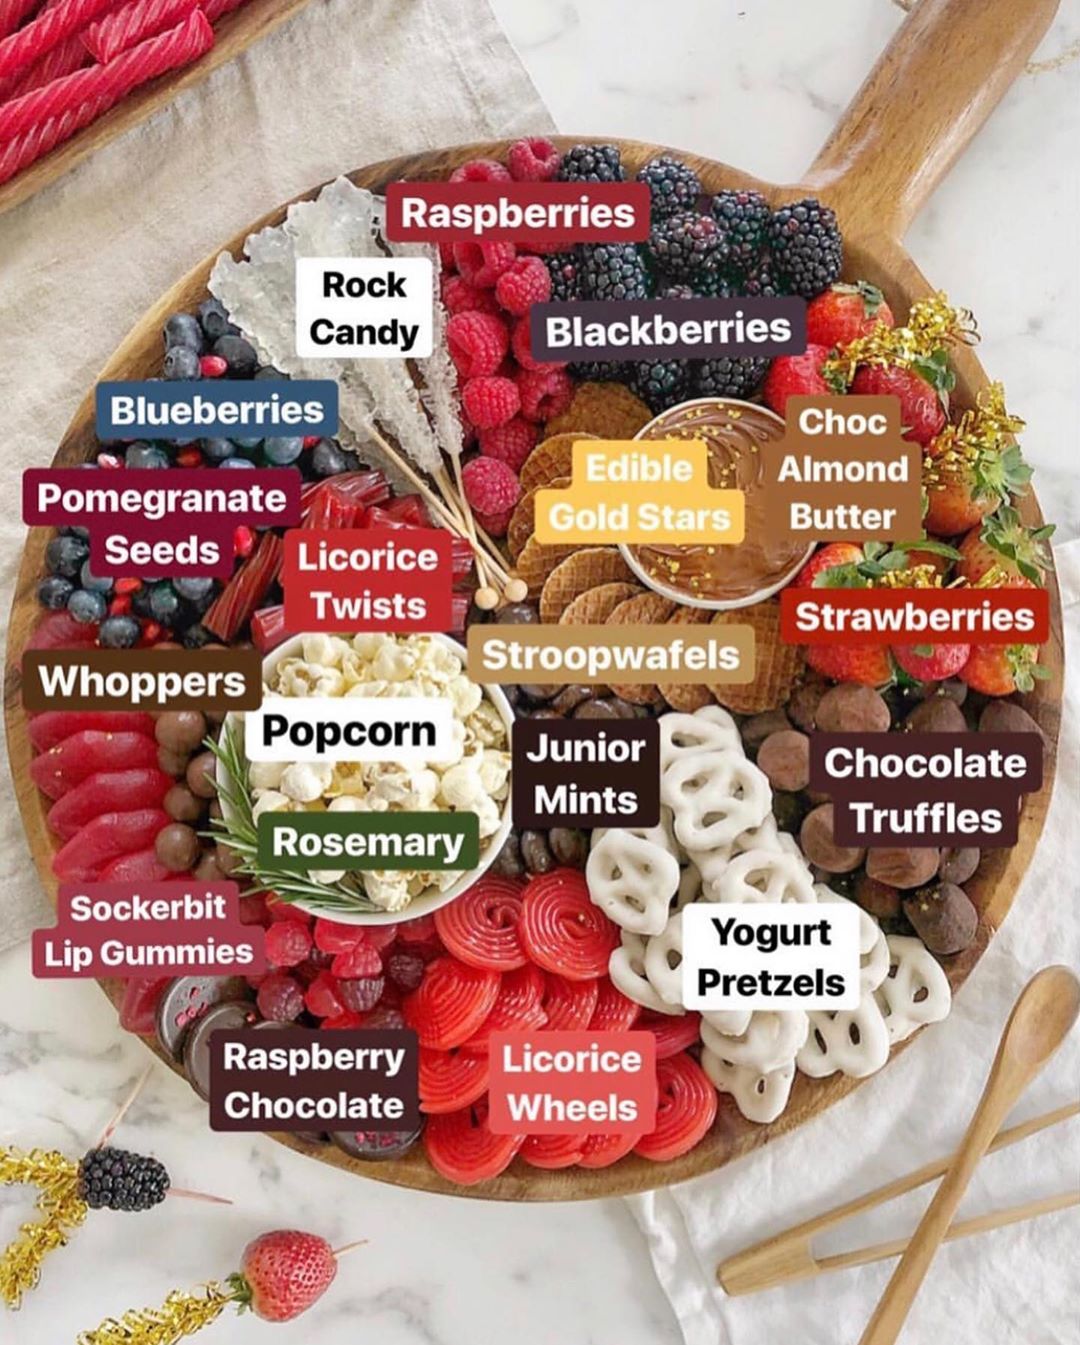 Raspberries
Rock
Candy
Blackberries
Blueberries
Choc
Almond
Butter
Edible
Gold Stars
Pomegranate
Seeds
Licorice
Twists
Strawberries
Stroopwafels
Whoppers
Popcorn
Junior
Mints
Chocolate
Truffles
Rosemary
Sockerbit
Lip Gummies
Yogurt
Pretzels
Raspberry
Chocolate
Licorice
Wheels